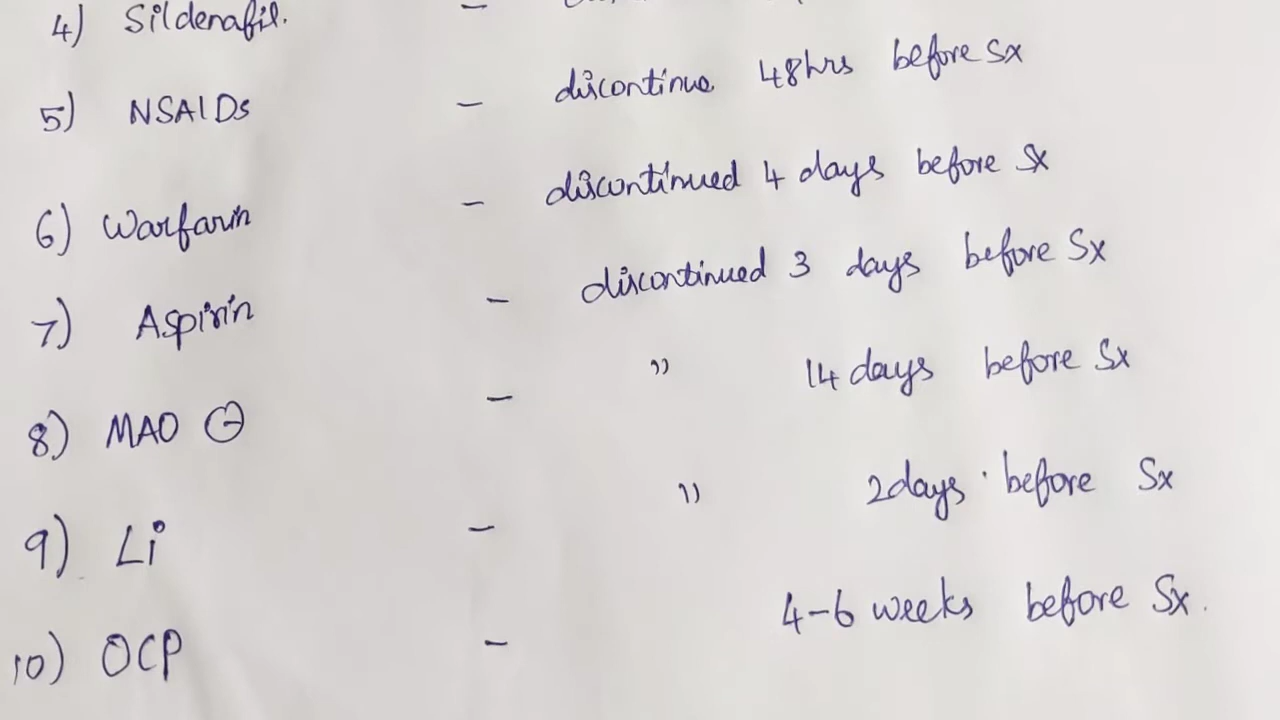 4) Sildenafil. -
5) NSAIDs - discontinue 48hrs before Sx
6) Warfarin - discontinued 4 days before Sx
7) Aspirin - discontinued 3 days before Sx
8) MAO ⊖ - " 14 days before Sx
9) Li - " 2days before Sx
10) OCP - 4-6 weeks before Sx.